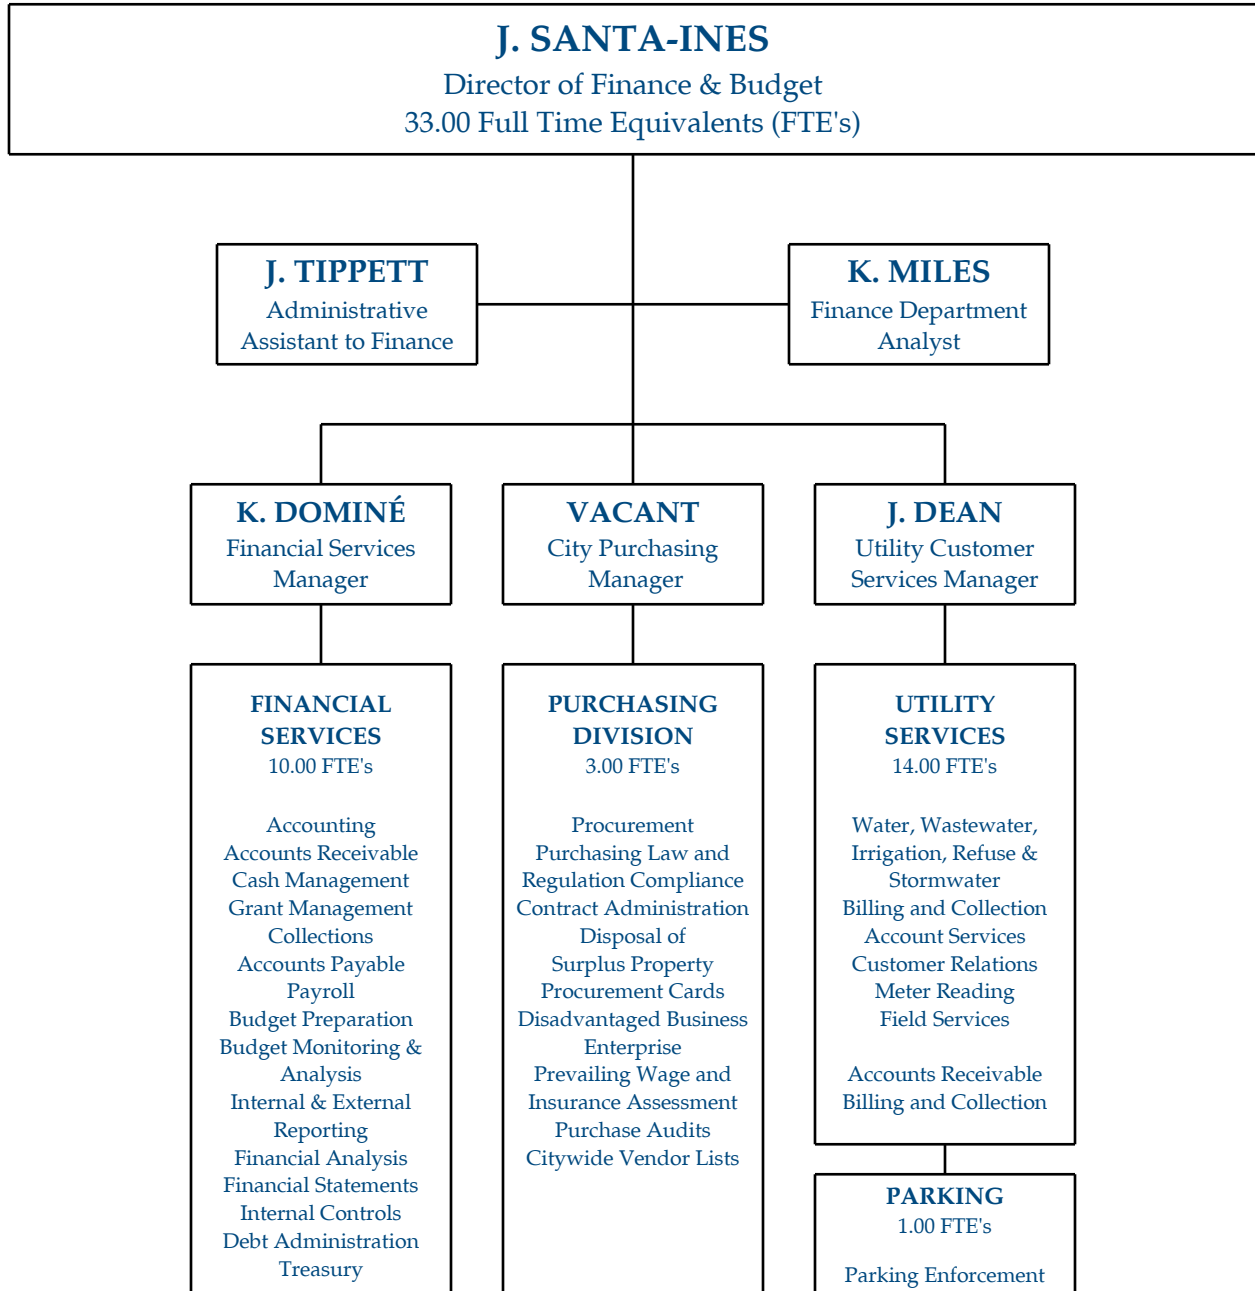 J. SANTA-INES
Director of Finance & Budget
33.00 Full Time Equivalents (FTE's)
J. TIPPETT
Administrative
Assistant to Finance
K. MILES
Finance Department
Analyst
K. DOMINÉ
Financial Services
Manager
VACANT
City Purchasing
Manager
J. DEAN
Utility Customer
Services Manager
FINANCIAL
SERVICES
10.00 FTE's
Accounting
Accounts Receivable
Cash Management
Grant Management
Collections
Accounts Payable
Payroll
Budget Preparation
Budget Monitoring &
Analysis
Internal & External
Reporting
Financial Analysis
Financial Statements
Internal Controls
Debt Administration
Treasury
PURCHASING
DIVISION
3.00 FTE's
Procurement
Purchasing Law and
Regulation Compliance
Contract Administration
Disposal of
Surplus Property
Procurement Cards
Disadvantaged Business
Enterprise
Prevailing Wage and
Insurance Assessment
Purchase Audits
Citywide Vendor Lists
UTILITY
SERVICES
14.00 FTE's
Water, Wastewater,
Irrigation, Refuse &
Stormwater
Billing and Collection
Account Services
Customer Relations
Meter Reading
Field Services
Accounts Receivable
Billing and Collection
PARKING
1.00 FTE's
Parking Enforcement